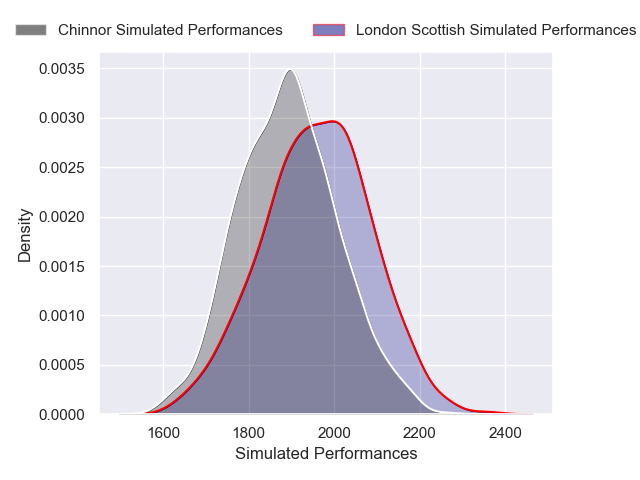 Chinnor Simulated Performances London Scottish Simulated Performances
0.0035
0.0030
0.0025
0.0020
0.0015
0.0010
0.0005
0.0000
Density
1600 1800 2000 2200 2400
Simulated Performances